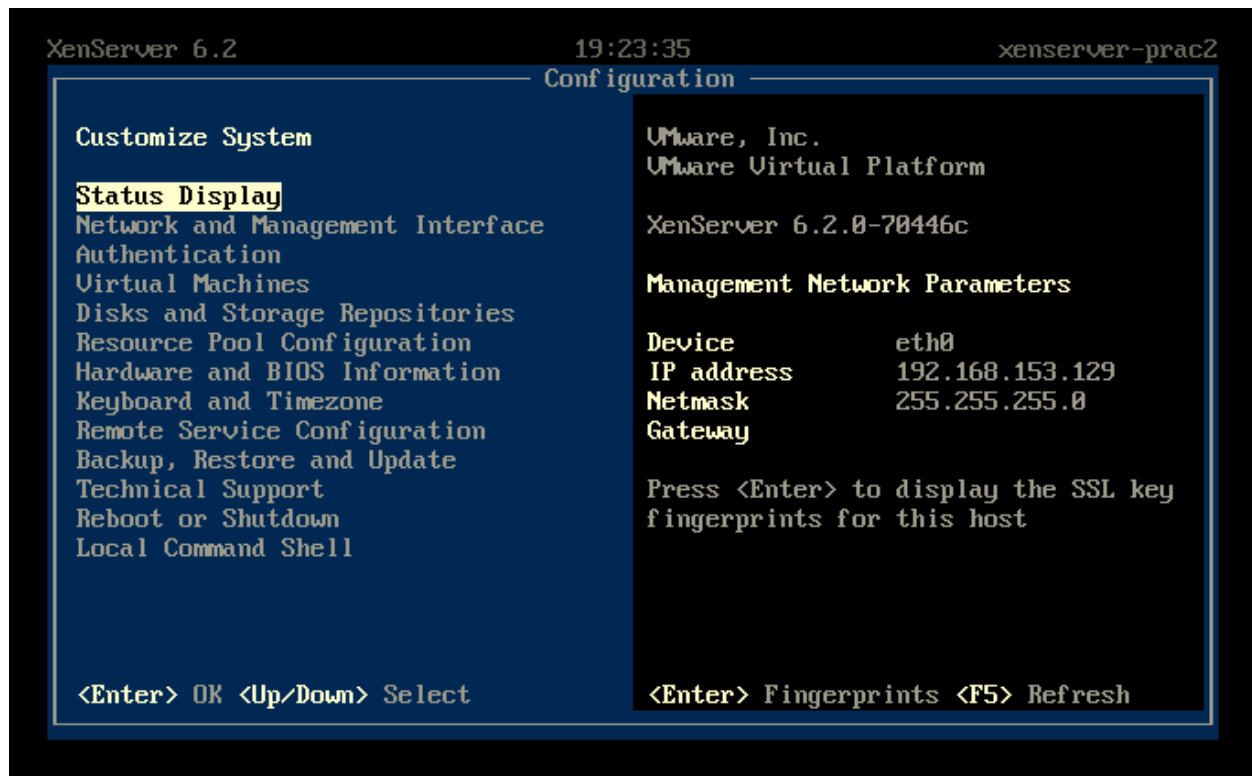 XenServer 6.2 19:23:35 xenserver-prac2
Configuration
Customize System
Status Display
Network and Management Interface
Authentication
Virtual Machines
Disks and Storage Repositories
Resource Pool Configuration
Hardware and BIOS Information
Keyboard and Timezone
Remote Service Configuration
Backup, Restore and Update
Technical Support
Reboot or Shutdown
Local Command Shell
<Enter> OK <Up/Down> Select
VMware, Inc.
VMware Virtual Platform
XenServer 6.2.0-70446c
Management Network Parameters
Device eth0
IP address 192.168.153.129
Netmask 255.255.255.0
Gateway
Press <Enter> to display the SSL key
fingerprints for this host
<Enter> Fingerprints <F5> Refresh